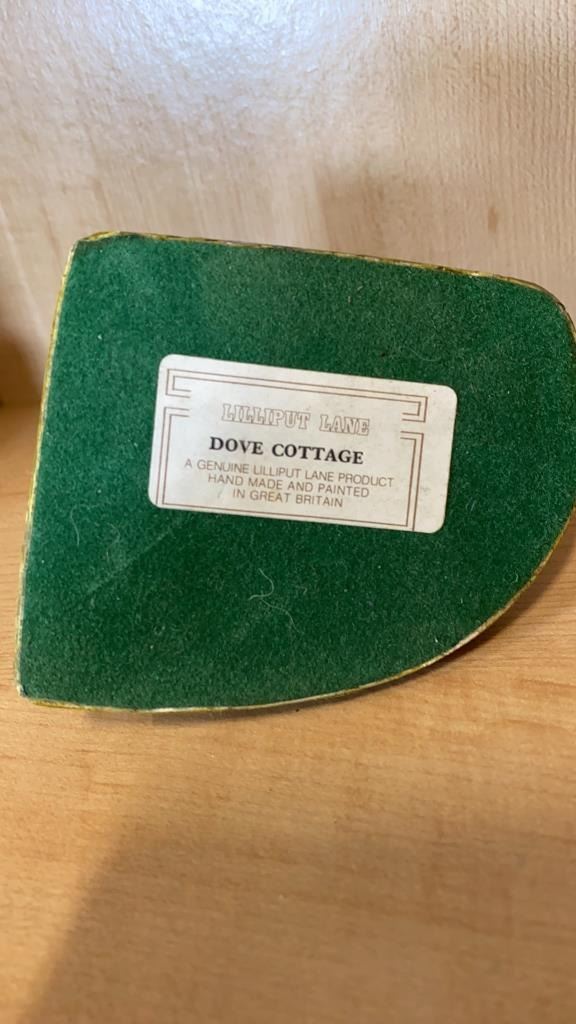 LILLIPUT LANE
DOVE COTTAGE
A GENUINE LILLIPUT LANE PRODUCT
HAND MADE AND PAINTED
IN GREAT BRITAIN